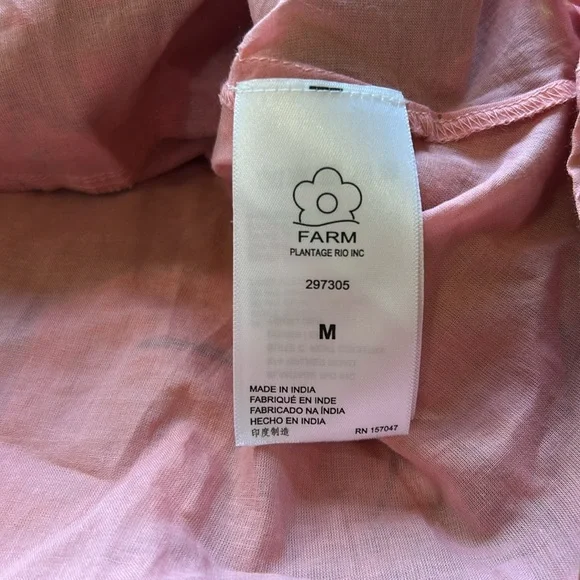 FARM
PLANTAGE RIO INC
297305
M
MADE IN INDIA
FABRIQUÉ EN INDE
FABRICADO NA ÍNDIA
HECHO EN INDIA
印度制造
RN 157047